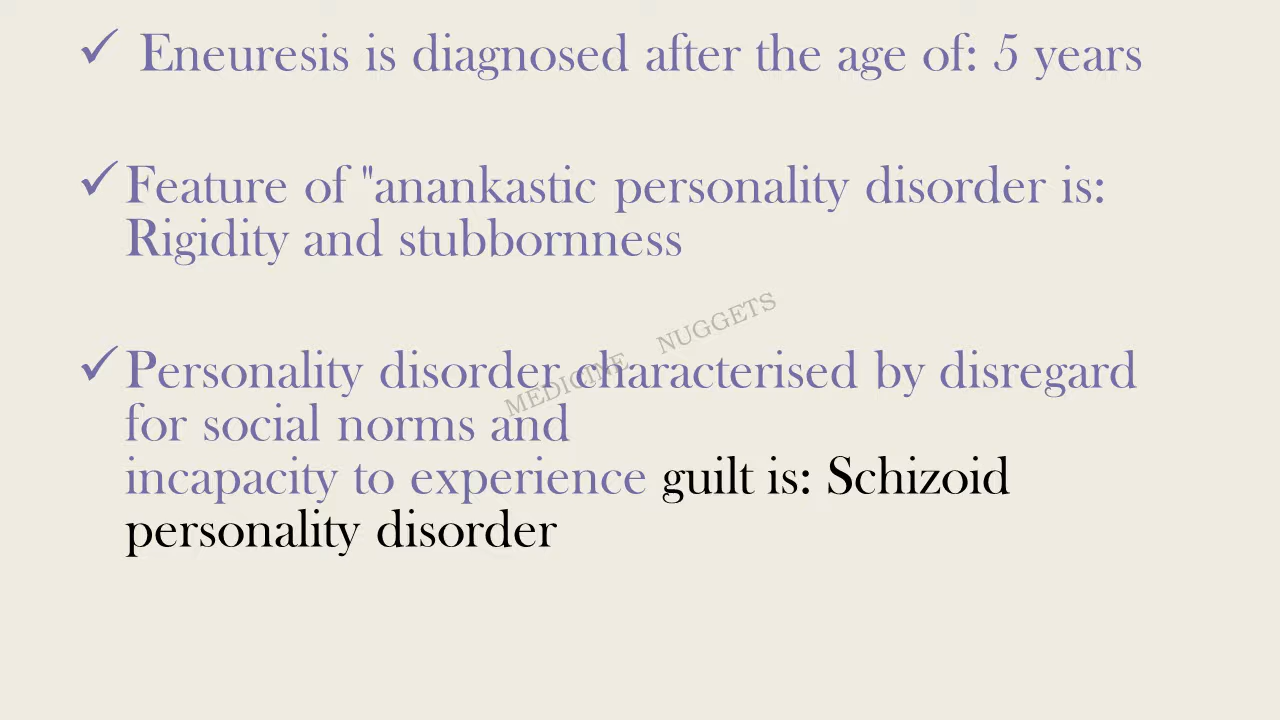 ✓ Eneuresis is diagnosed after the age of: 5 years
✓ Feature of "anankastic personality disorder is:
Rigidity and stubbornness
MEDICINE NUGGETS
✓ Personality disorder characterised by disregard
for social norms and
incapacity to experience guilt is: Schizoid
personality disorder